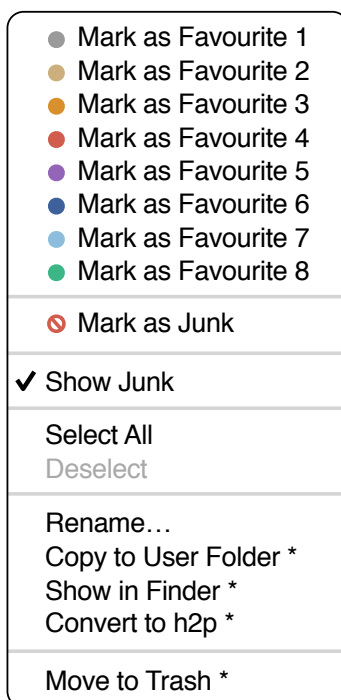 Mark as Favourite 1
Mark as Favourite 2
Mark as Favourite 3
Mark as Favourite 4
Mark as Favourite 5
Mark as Favourite 6
Mark as Favourite 7
Mark as Favourite 8
Mark as Junk
✓ Show Junk
Select All
Deselect
Rename…
Copy to User Folder *
Show in Finder *
Convert to h2p *
Move to Trash *